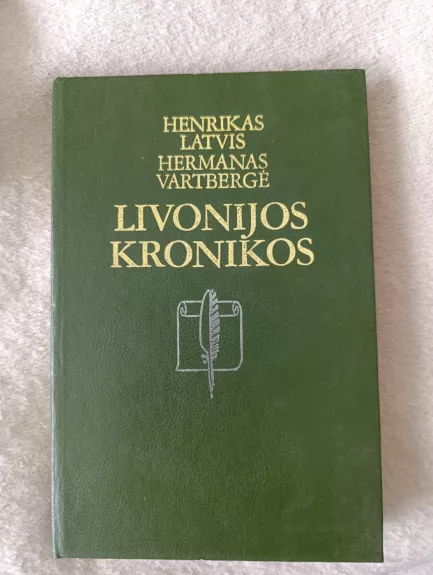 HENRIKAS
LATVIS
HERMANAS
VARTBERGĖ
LIVONIJOS
KRONIKOS